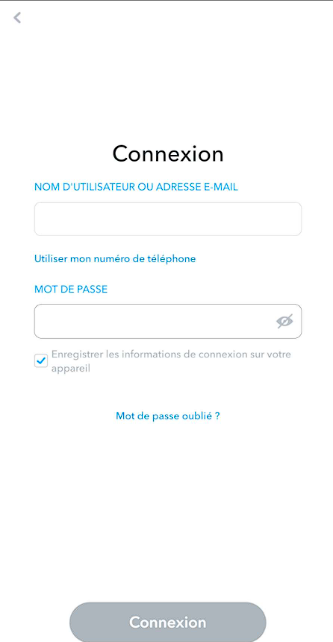 Connexion
NOM D'UTILISATEUR OU ADRESSE E-MAIL
Utiliser mon numéro de téléphone
MOT DE PASSE
Enregistrer les informations de connexion sur votre
appareil
Mot de passe oublié ?
Connexion